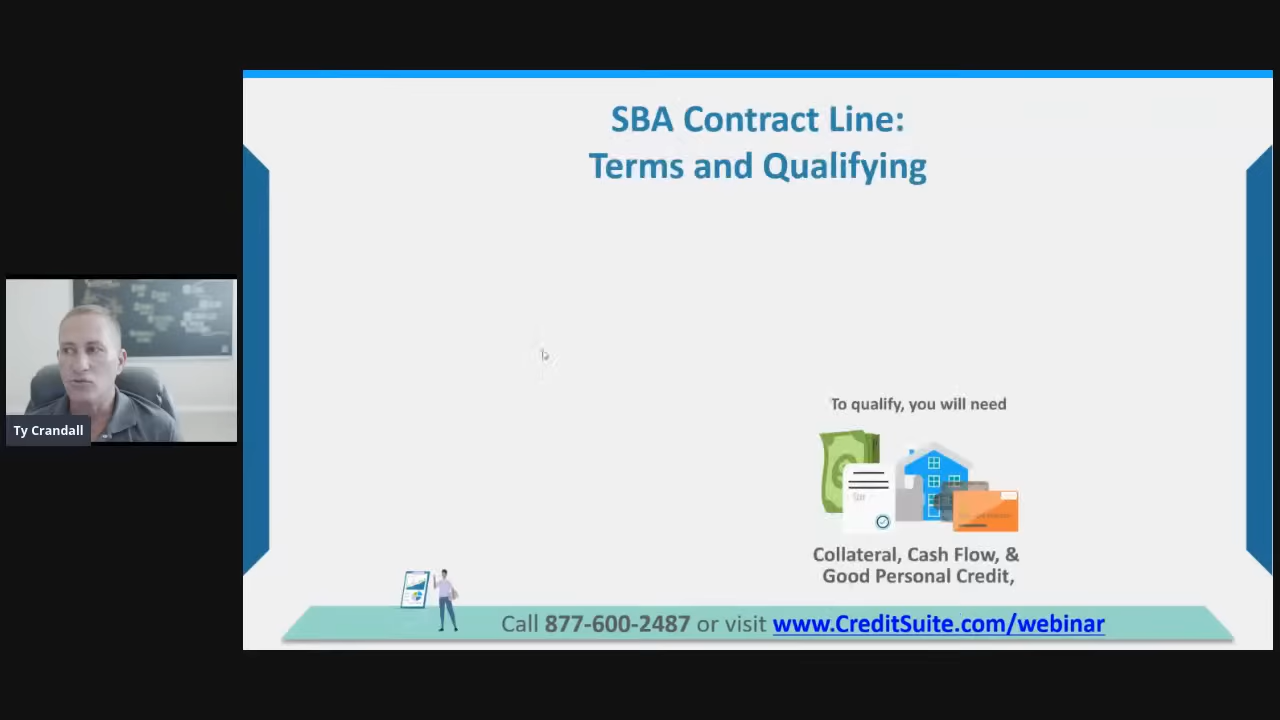 SBA Contract Line:
Terms and Qualifying
To qualify, you will need
Collateral, Cash Flow, &
Good Personal Credit,
Ty Crandall
Call 877-600-2487 or visit www.CreditSuite.com/webinar